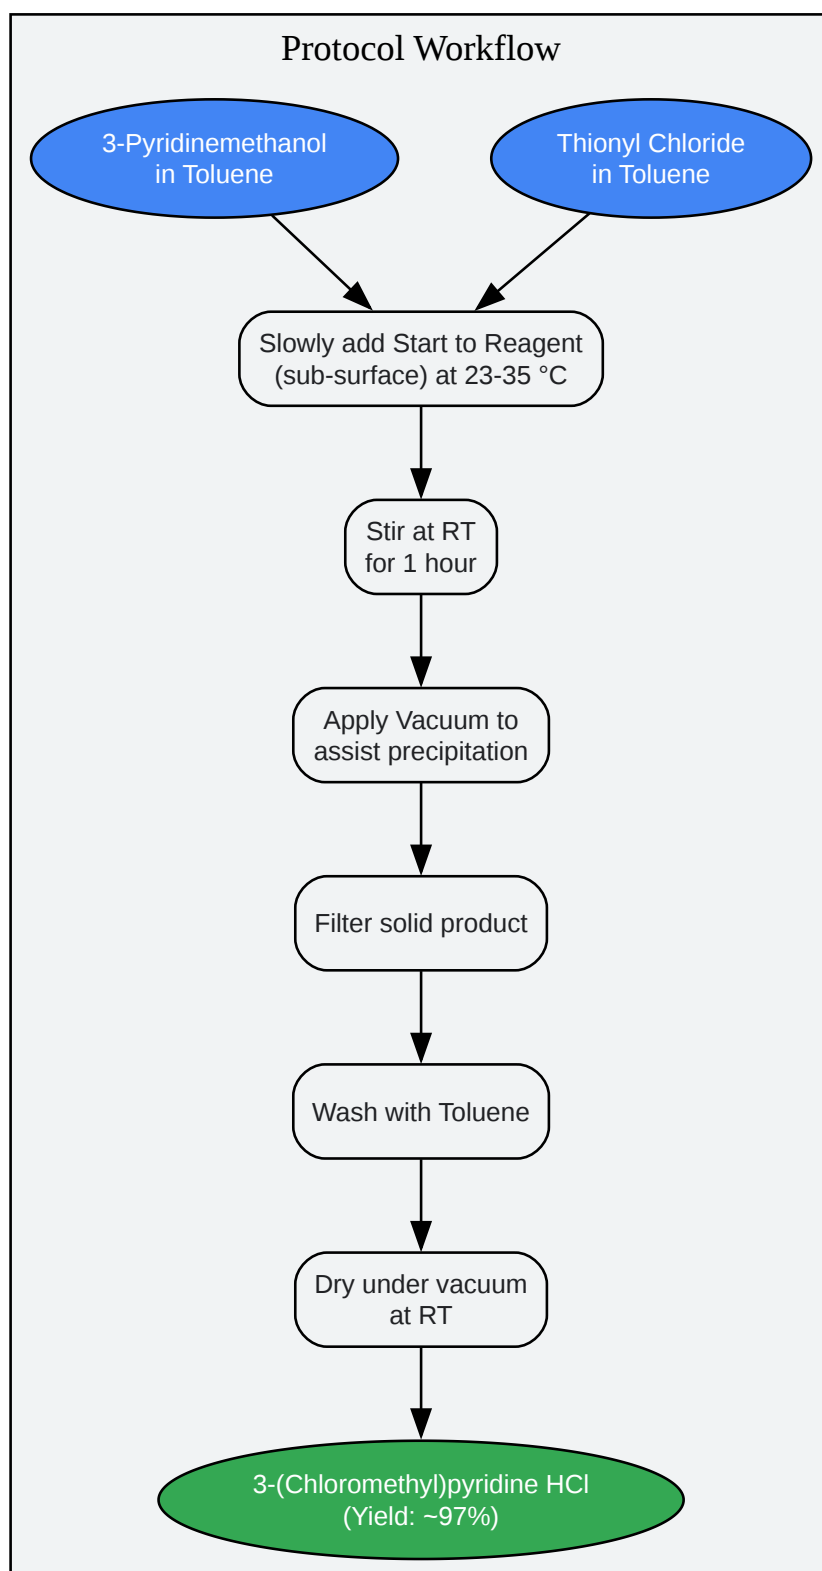 Protocol Workflow
3-Pyridinemethanol
in Toluene
Thionyl Chloride
in Toluene
Slowly add Start to Reagent
(sub-surface) at 23-35 °C
Stir at RT
for 1 hour
Apply Vacuum to
assist precipitation
Filter solid product
Wash with Toluene
Dry under vacuum
at RT
3-(Chloromethyl)pyridine HCl
(Yield: ~97%)